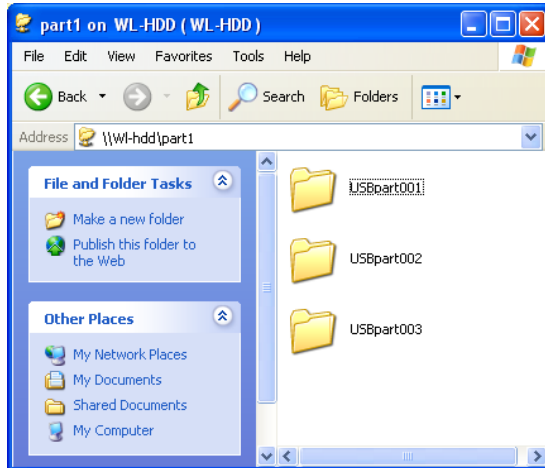 part1 on WL-HDD ( WL-HDD )
File Edit View Favorites Tools Help
Back Search Folders
Address \\Wl-hdd\part1
File and Folder Tasks
Make a new folder
Publish this folder to
the Web
Other Places
My Network Places
My Documents
Shared Documents
My Computer
USBpart001
USBpart002
USBpart003